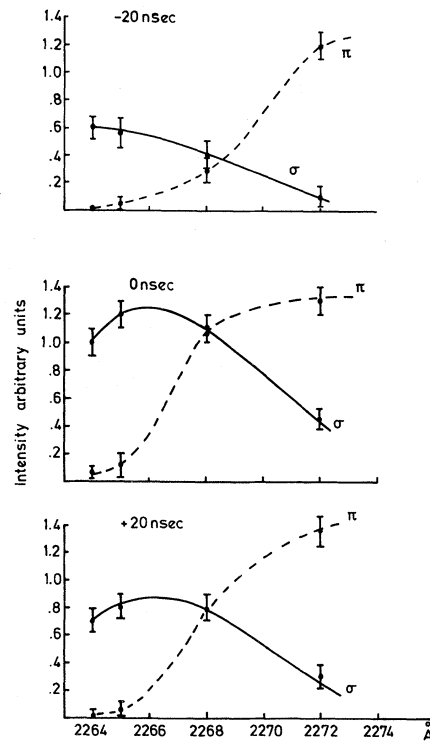 -20 nsec
1.4
1.2
1.0
.8
.6
.4
.2
π
σ
0 nsec
1.4
1.2
1.0
.8
.6
.4
.2
π
σ
Intensity arbitrary units
+20 nsec
1.4
1.2
1.0
.8
.6
.4
.2
π
σ
2264 2266 2268 2270 2272 2274 Å